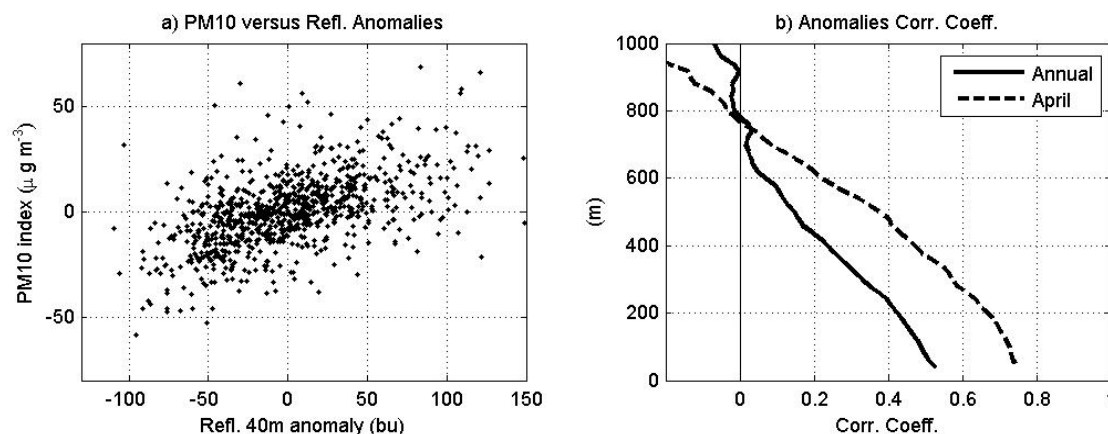 a) PM10 versus Refl. Anomalies
PM10 index (μ g m-3)
50
0
-50
-100
-50
0
50
100
150
Refl. 40m anomaly (bu)
b) Anomalies Corr. Coeff.
(m)
1000
800
600
400
200
0
Annual
April
0
0.2
0.4
0.6
0.8
1
Corr. Coeff.